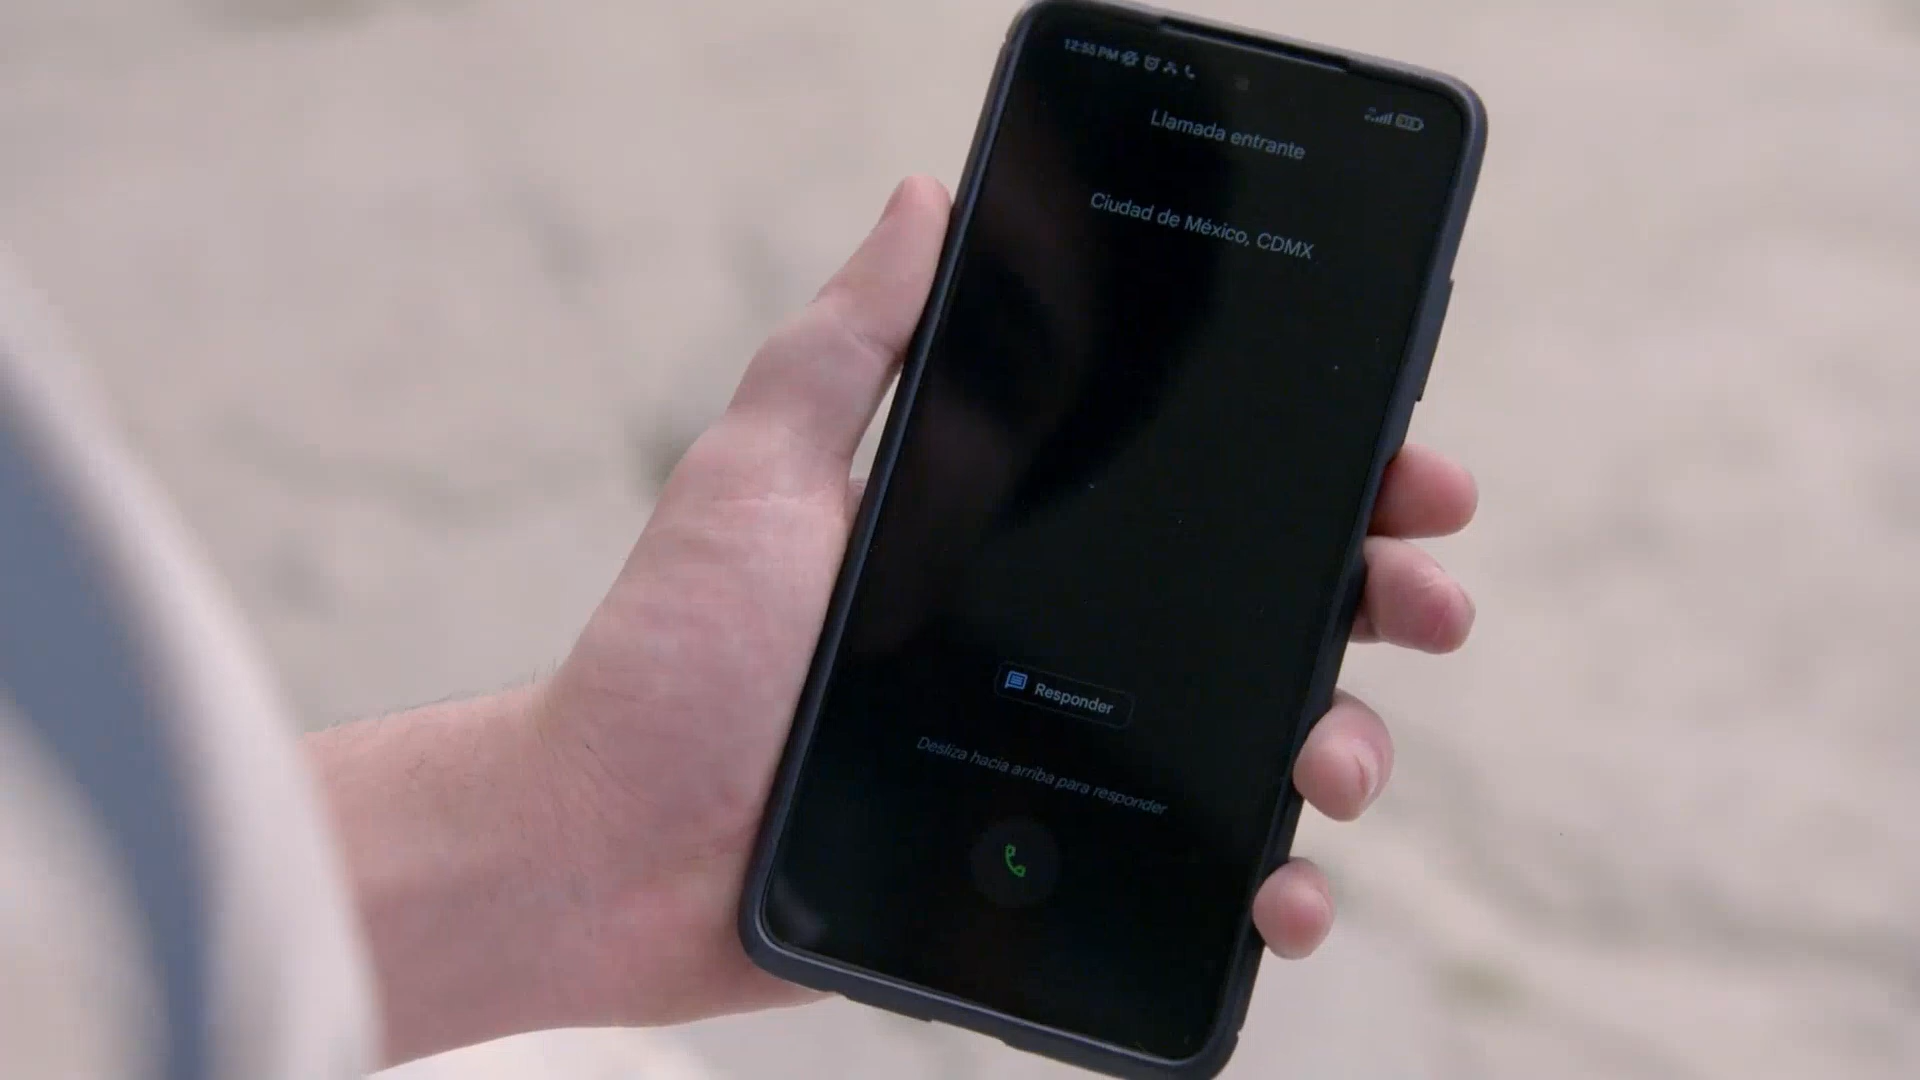 12:55 PM
Llamada entrante
Ciudad de México, CDMX
Responder
Desliza hacia arriba para responder